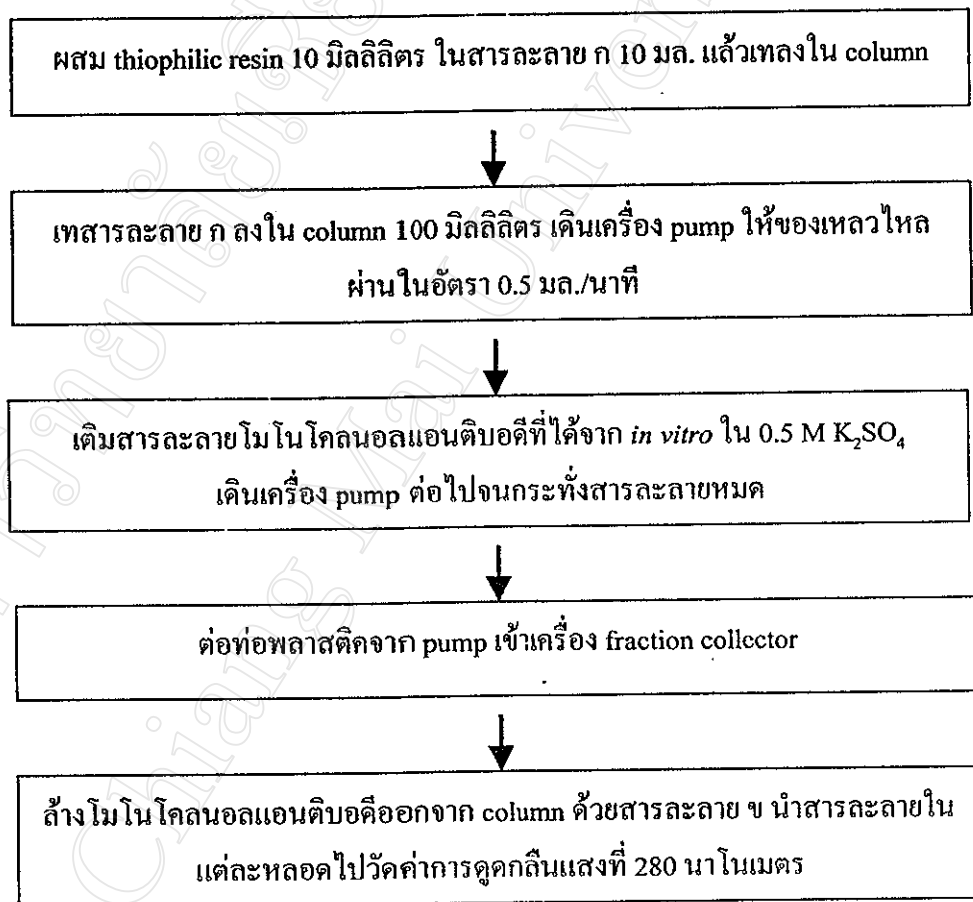 ผสม thiophilic resin 10 มิลลิลิตร ในสารละลาย ก 10 มล. แล้วเทลงใน column
เทสารละลาย ก ลงใน column 100 มิลลิลิตร เดินเครื่อง pump ให้ของเหลวไหล
ผ่านในอัตรา 0.5 มล./นาที
เติมสารละลายโมโนโคลนอลแอนติบอดีที่ได้จาก in vitro ใน 0.5 M K₂SO₄
เดินเครื่อง pump ต่อไปจนกระทั่งสารละลายหมด
ต่อท่อพลาสติคจาก pump เข้าเครื่อง fraction collector
ล้างโมโนโคลนอลแอนติบอดีออกจาก column ด้วยสารละลาย ข นำสารละลายใน
แต่ละหลอดไปวัดค่าการดูดกลืนแสงที่ 280 นาโนเมตร
Chiang Mai Univer